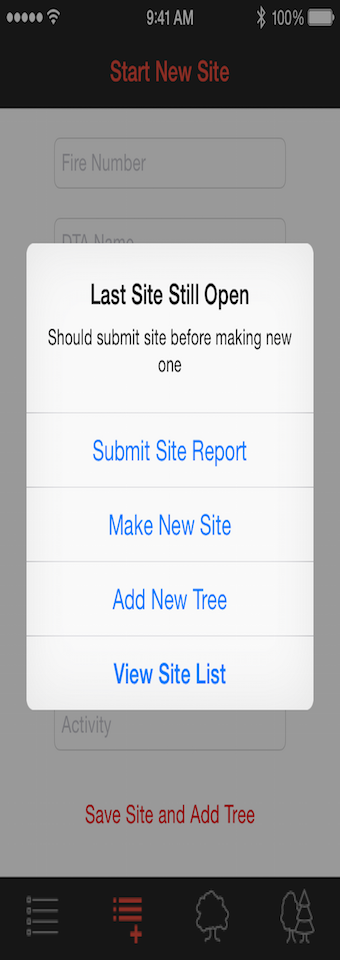 9:41 AM 100%
Start New Site
Fire Number
DTA Name
Last Site Still Open
Should submit site before making new
one
Submit Site Report
Make New Site
Add New Tree
View Site List
Activity
Save Site and Add Tree